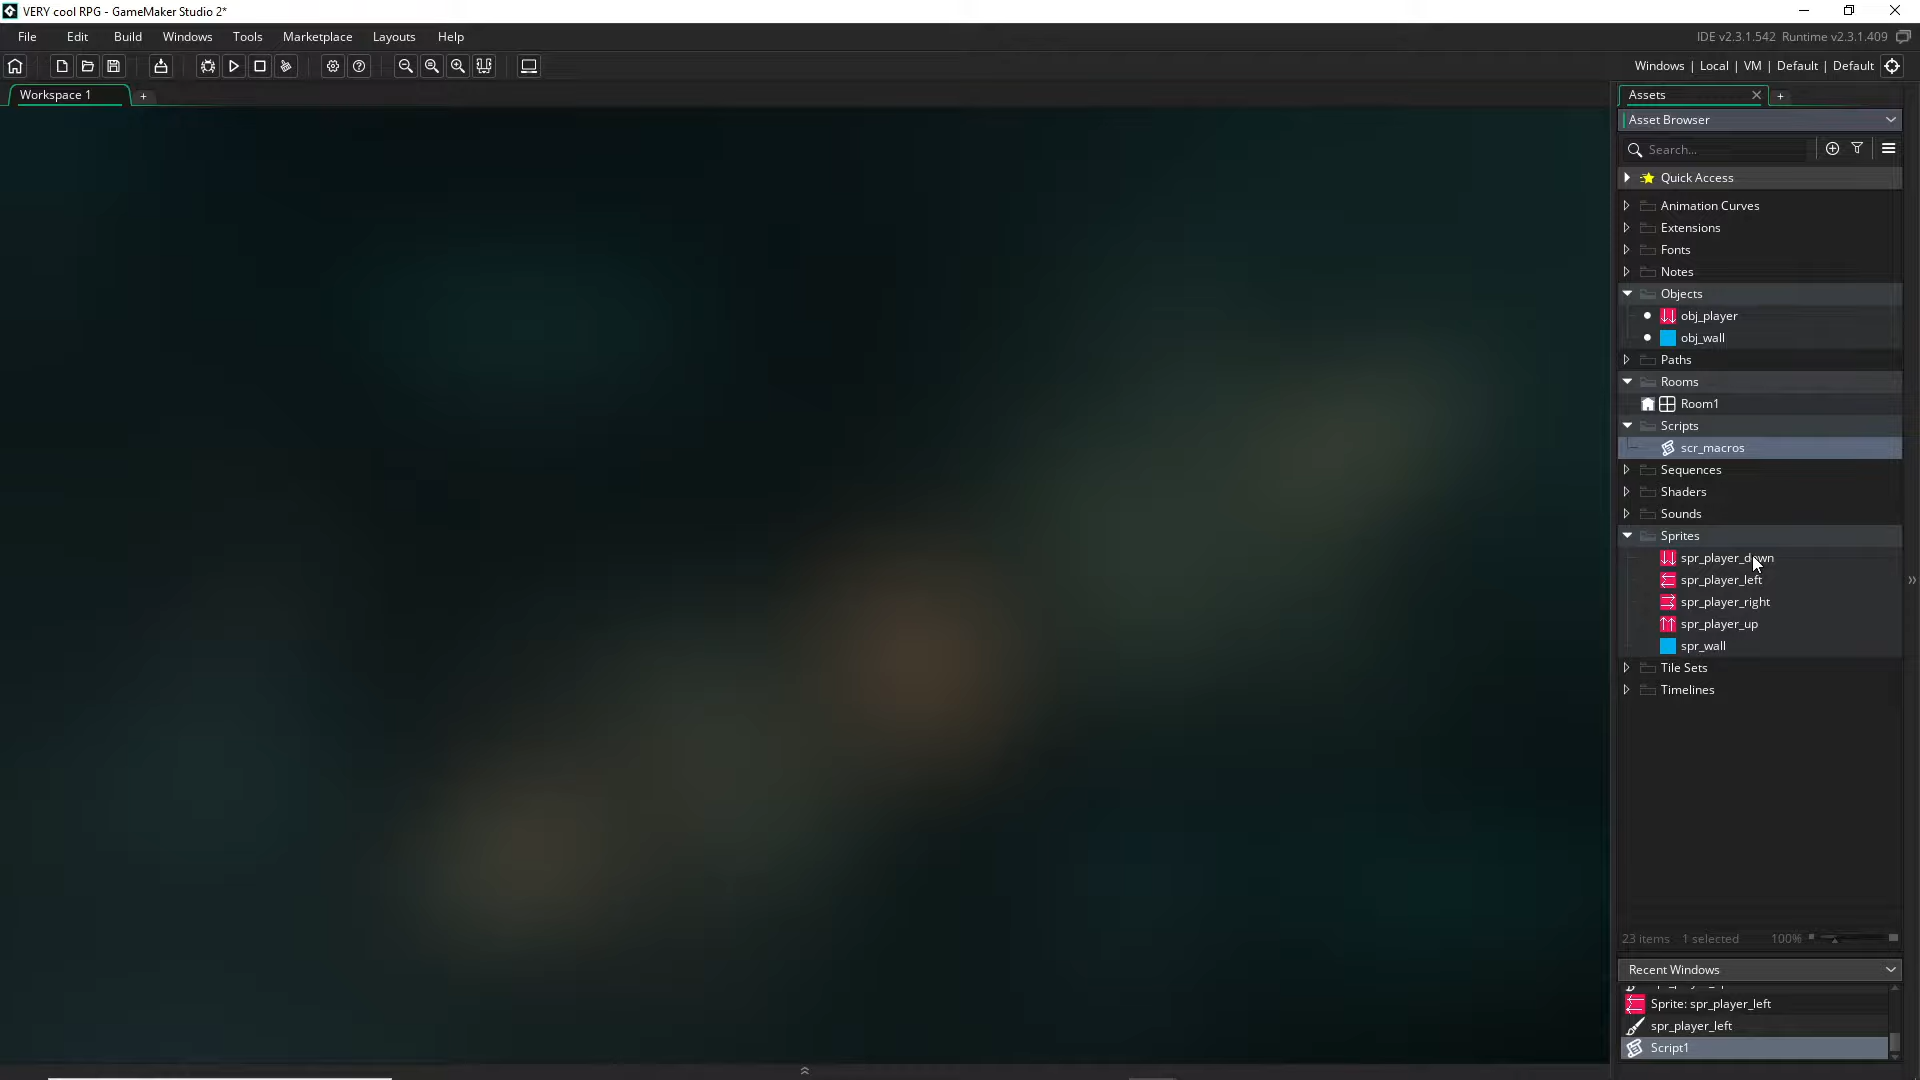 VERY cool RPG - GameMaker Studio 2*
File Edit Build Windows Tools Marketplace Layouts Help
IDE v2.3.1.542 Runtime v2.3.1.409
Windows | Local | VM | Default | Default
Workspace 1
Assets
Asset Browser
Search...
Quick Access
Animation Curves
Extensions
Fonts
Notes
Objects
obj_player
obj_wall
Paths
Rooms
Room1
Scripts
scr_macros
Sequences
Shaders
Sounds
Sprites
spr_player_down
spr_player_left
spr_player_right
spr_player_up
spr_wall
Tile Sets
Timelines
23 items 1 selected 100%
Recent Windows
Sprite: spr_player_left
spr_player_left
Script1